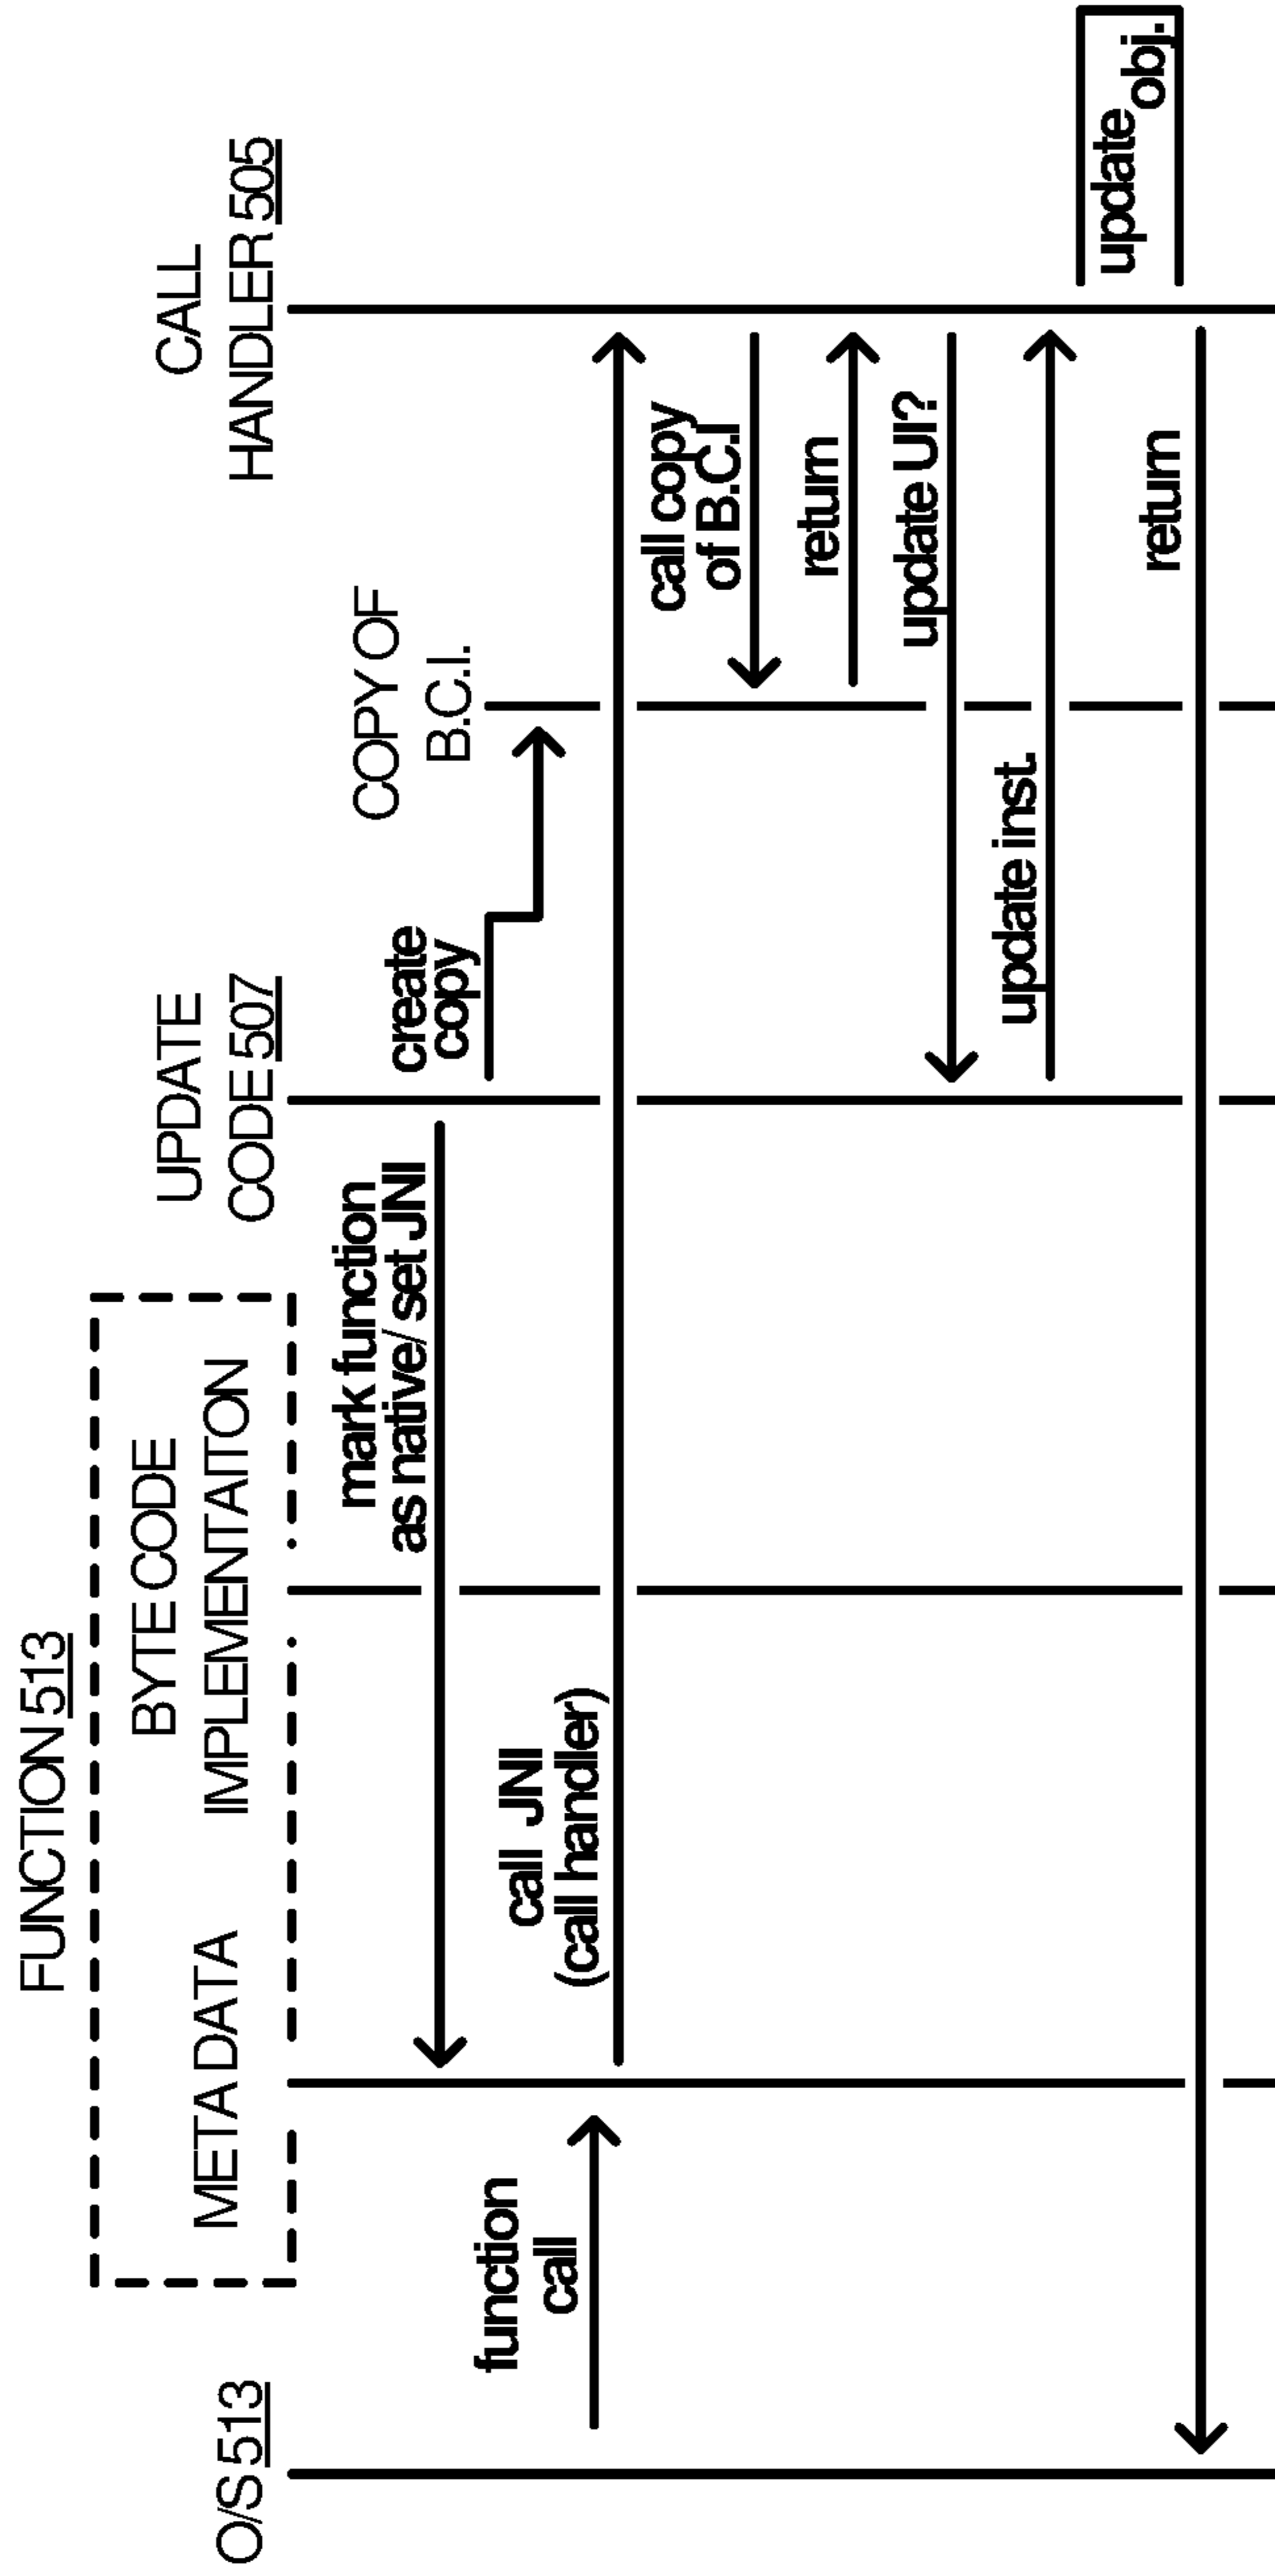 FUNCTION 513
O/S 513
META DATA
BYTE CODE
IMPLEMENTAITON
UPDATE
CODE 507
COPY OF
B.C.I.
CALL
HANDLER 505
mark function
as native/ set JNI
create
copy
function
call
call JNI
(call handler)
call copy
of B.C.I
return
update UI?
update inst.
update
obj.
return